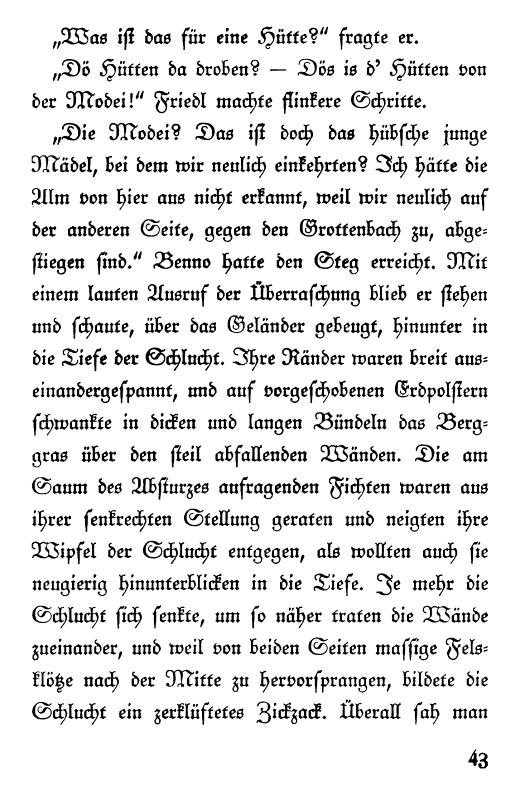 „Was ist das für eine Hütte?“ fragte er.
„Dö Hütten da droben? — Dös is d' Hütten von
der Modei!“ Friedl machte flinkere Schritte.
„Die Modei? Das ist doch das hübsche junge
Mädel, bei dem wir neulich einkehrten? Ich hätte die
Alm von hier aus nicht erkannt, weil wir neulich auf
der anderen Seite, gegen den Grottenbach zu, abge-
stiegen sind.“ Benno hatte den Steg erreicht. Mit
einem lauten Ausruf der Überraschung blieb er stehen
und schaute, über das Geländer gebeugt, hinunter in
die Tiefe der Schlucht. Ihre Ränder waren breit aus-
einandergespannt, und auf vorgeschobenen Erdpolstern
schwankte in dicken und langen Bündeln das Berg-
gras über den steil abfallenden Wänden. Die am
Saum des Absturzes aufragenden Fichten waren aus
ihrer senkrechten Stellung geraten und neigten ihre
Wipfel der Schlucht entgegen, als wollten auch sie
neugierig hinunterblicken in die Tiefe. Je mehr die
Schlucht sich senkte, um so näher traten die Wände
zueinander, und weil von beiden Seiten massige Fels-
klötze nach der Mitte zu hervorsprangen, bildete die
Schlucht ein zerklüftetes Zickzack. Überall sah man
43